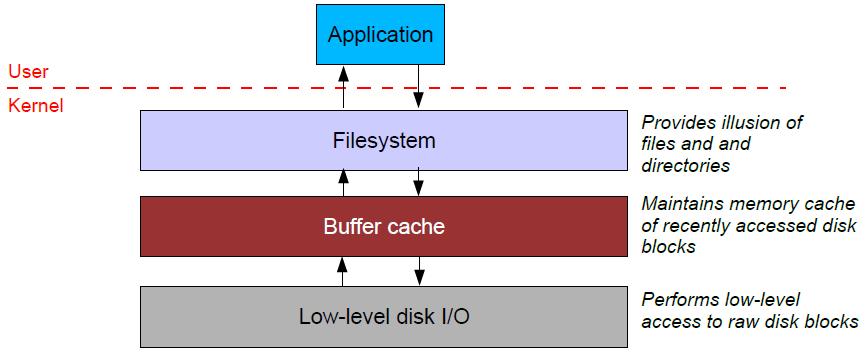 Application
User
Kernel
Filesystem
Provides illusion of
files and and
directories
Buffer cache
Maintains memory cache
of recently accessed disk
blocks
Low-level disk I/O
Performs low-level
access to raw disk blocks